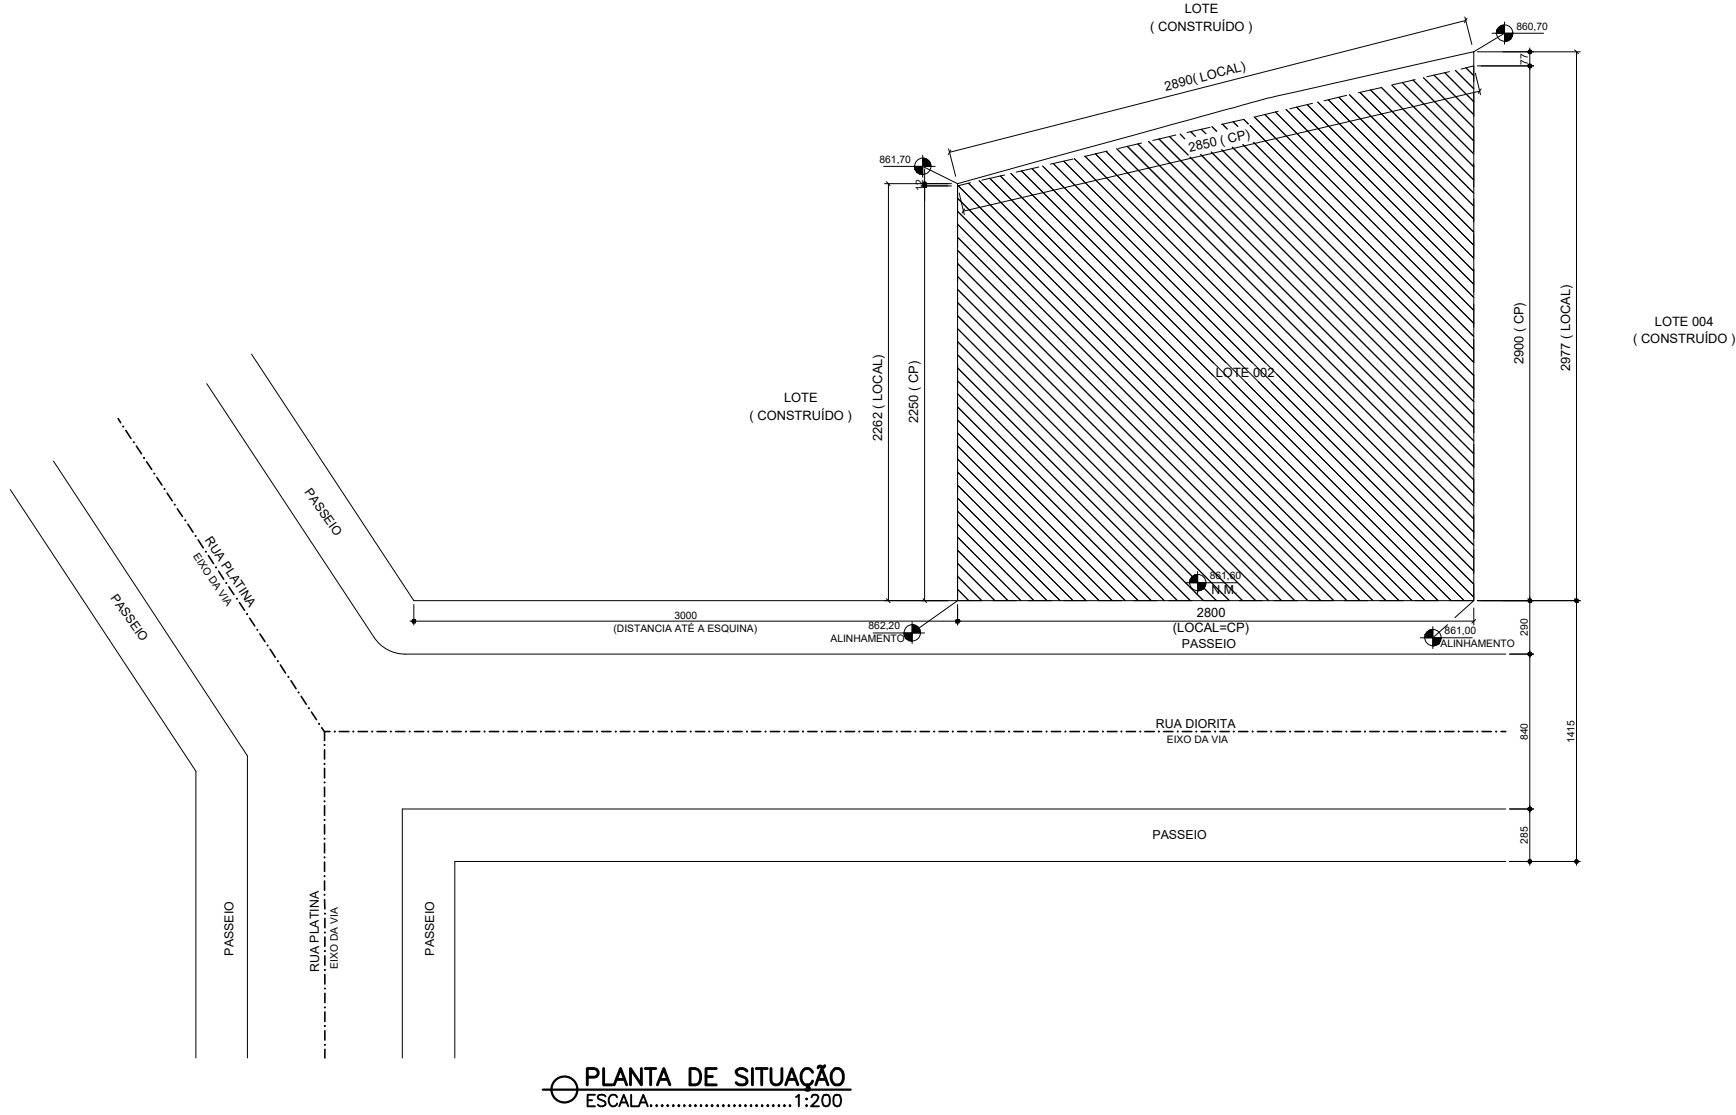 LOTE
( CONSTRUÍDO )
860,70
2890( LOCAL)
77
2850 ( CP)
861,70
12
2262 ( LOCAL)
2250 ( CP)
2900 ( CP)
2977 ( LOCAL)
LOTE 004
( CONSTRUÍDO )
LOTE 002
LOTE
( CONSTRUÍDO )
PASSEIO
RUA PLATINA
EIXO DA VIA
PASSEIO
861,60
N.M.
3000
(DISTANCIA ATÉ A ESQUINA)
862,20
ALINHAMENTO
2800
(LOCAL=CP)
PASSEIO
861,00
ALINHAMENTO
290
RUA DIORITA
EIXO DA VIA
840
1415
PASSEIO
285
PASSEIO
RUA PLATINA
EIXO DA VIA
PASSEIO
PLANTA DE SITUAÇÃO
ESCALA..........................1:200